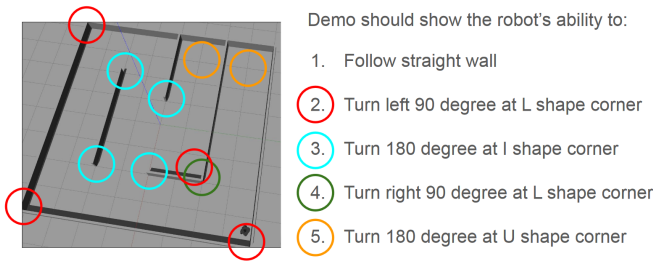 Demo should show the robot's ability to:
1. Follow straight wall
2. Turn left 90 degree at L shape corner
3. Turn 180 degree at I shape corner
4. Turn right 90 degree at L shape corner
5. Turn 180 degree at U shape corner